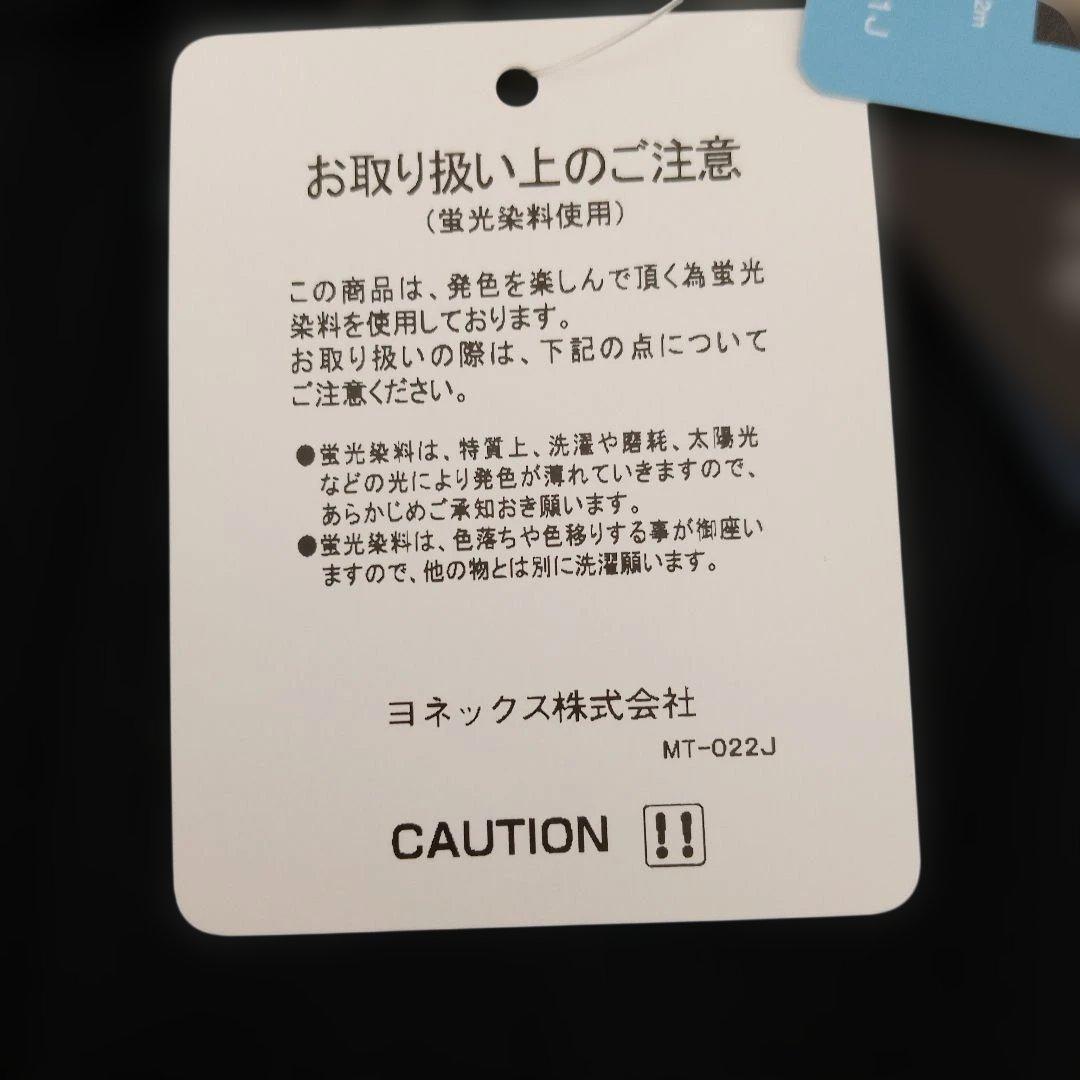 お取り扱い上のご注意
（蛍光染料使用）
この商品は、発色を楽しんで頂く為蛍光
染料を使用しております。
お取り扱いの際は、下記の点について
ご注意ください。
●蛍光染料は、特質上、洗濯や磨耗、太陽光
などの光により発色が薄れていきますので、
あらかじめご承知おき願います。
●蛍光染料は、色落ちや色移りする事が御座い
ますので、他の物とは別に洗濯願います。
ヨネックス株式会社
MT-022J
CAUTION !!
2m
1J